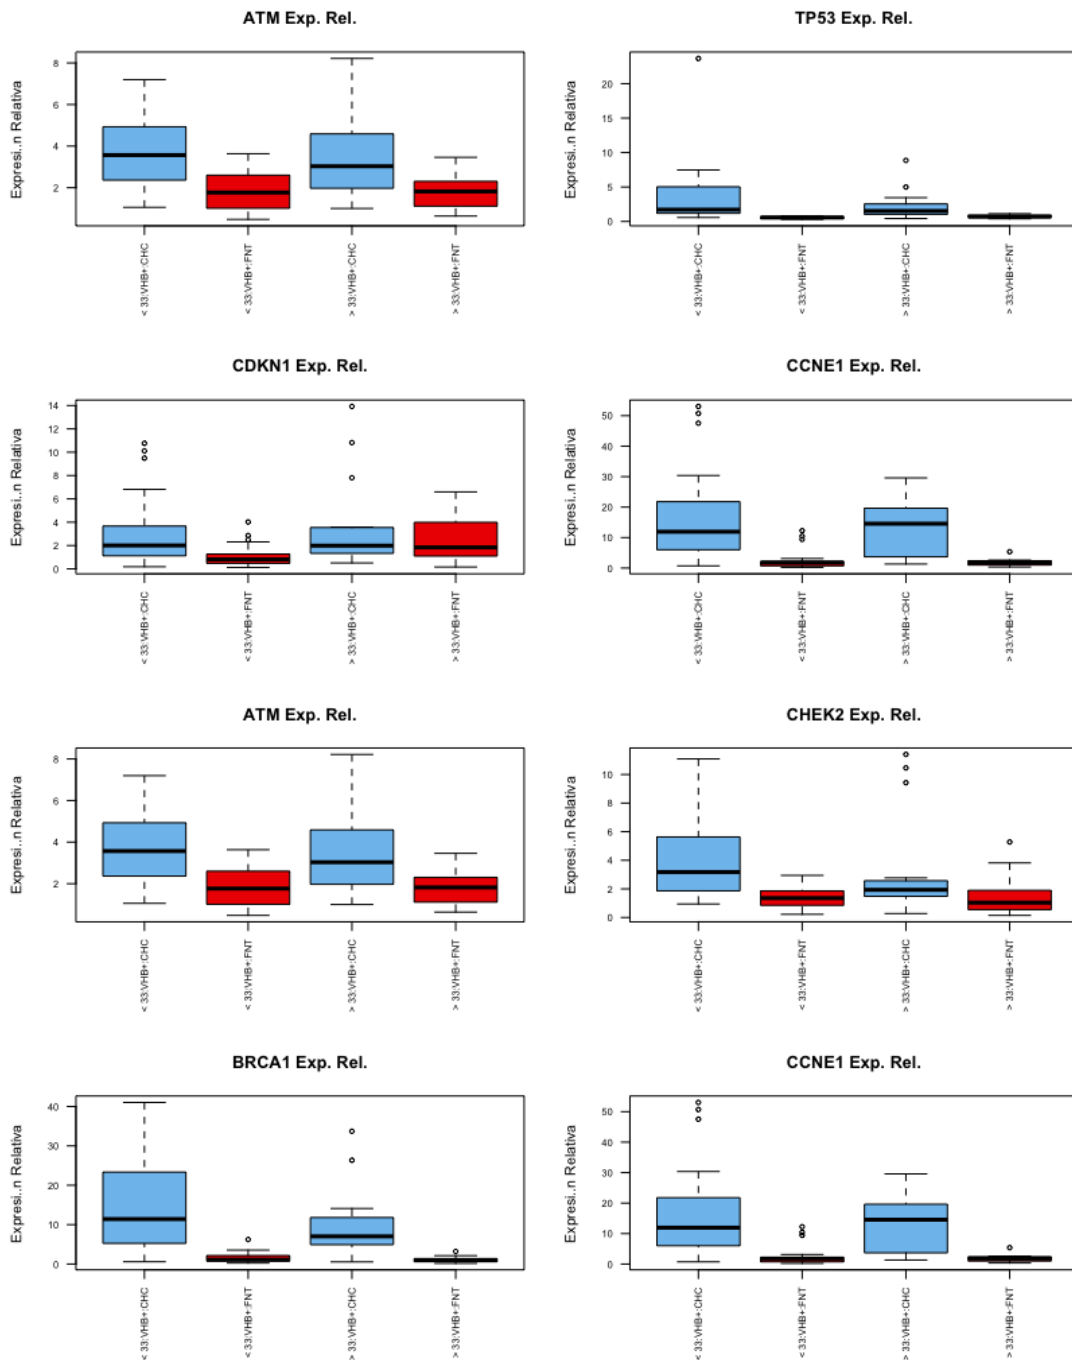 ATM Exp. Rel.
Expresi..n Relativa
8
6
4
2
< 33:VHB+:CHC
< 33:VHB+:FNT
> 33:VHB+:CHC
> 33:VHB+:FNT
TP53 Exp. Rel.
Expresi..n Relativa
20
15
10
5
0
< 33:VHB+:CHC
< 33:VHB+:FNT
> 33:VHB+:CHC
> 33:VHB+:FNT
CDKN1 Exp. Rel.
Expresi..n Relativa
14
12
10
8
6
4
2
0
< 33:VHB+:CHC
< 33:VHB+:FNT
> 33:VHB+:CHC
> 33:VHB+:FNT
CCNE1 Exp. Rel.
Expresi..n Relativa
50
40
30
20
10
0
< 33:VHB+:CHC
< 33:VHB+:FNT
> 33:VHB+:CHC
> 33:VHB+:FNT
ATM Exp. Rel.
Expresi..n Relativa
8
6
4
2
< 33:VHB+:CHC
< 33:VHB+:FNT
> 33:VHB+:CHC
> 33:VHB+:FNT
CHEK2 Exp. Rel.
Expresi..n Relativa
10
8
6
4
2
0
< 33:VHB+:CHC
< 33:VHB+:FNT
> 33:VHB+:CHC
> 33:VHB+:FNT
BRCA1 Exp. Rel.
Expresi..n Relativa
40
30
20
10
0
< 33:VHB+:CHC
< 33:VHB+:FNT
> 33:VHB+:CHC
> 33:VHB+:FNT
CCNE1 Exp. Rel.
Expresi..n Relativa
50
40
30
20
10
0
< 33:VHB+:CHC
< 33:VHB+:FNT
> 33:VHB+:CHC
> 33:VHB+:FNT